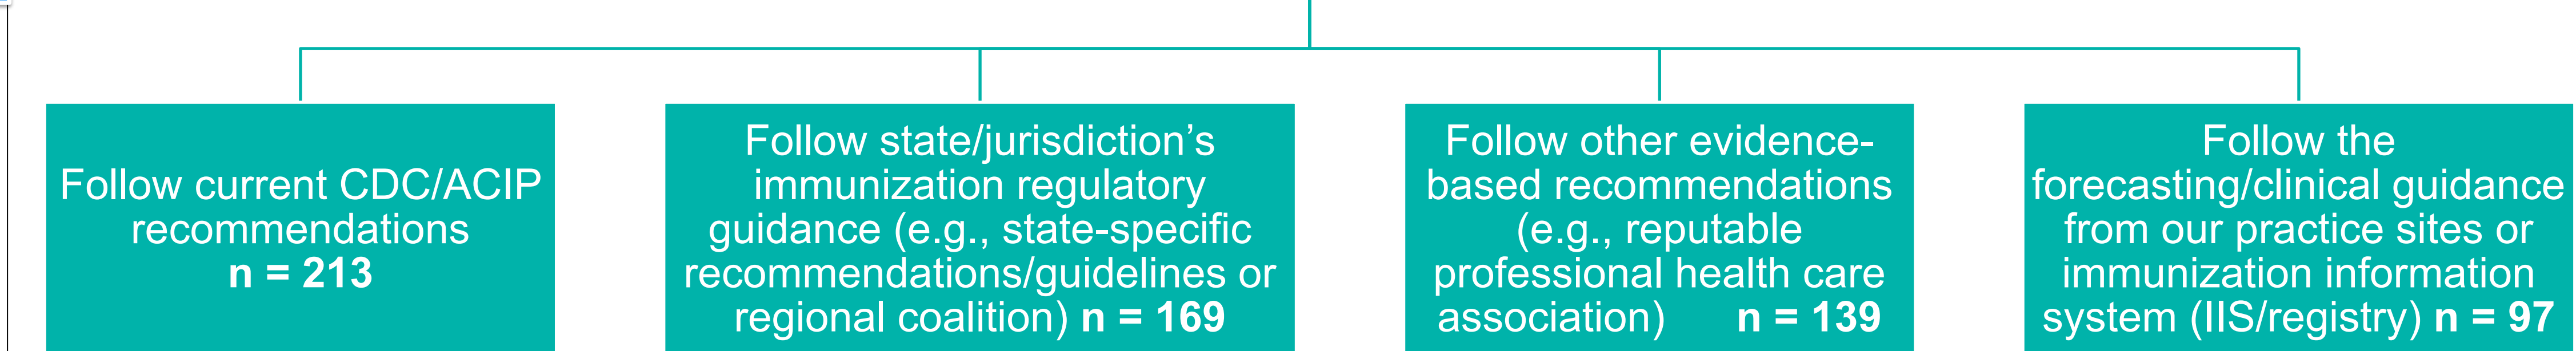 Follow current CDC/ACIP
recommendations
n = 213
Follow state/jurisdiction’s
immunization regulatory
guidance (e.g., state-specific
recommendations/guidelines or
regional coalition) n = 169
Follow other evidence-
based recommendations
(e.g., reputable
professional health care
association) n = 139
Follow the
forecasting/clinical guidance
from our practice sites or
immunization information
system (IIS/registry) n = 97